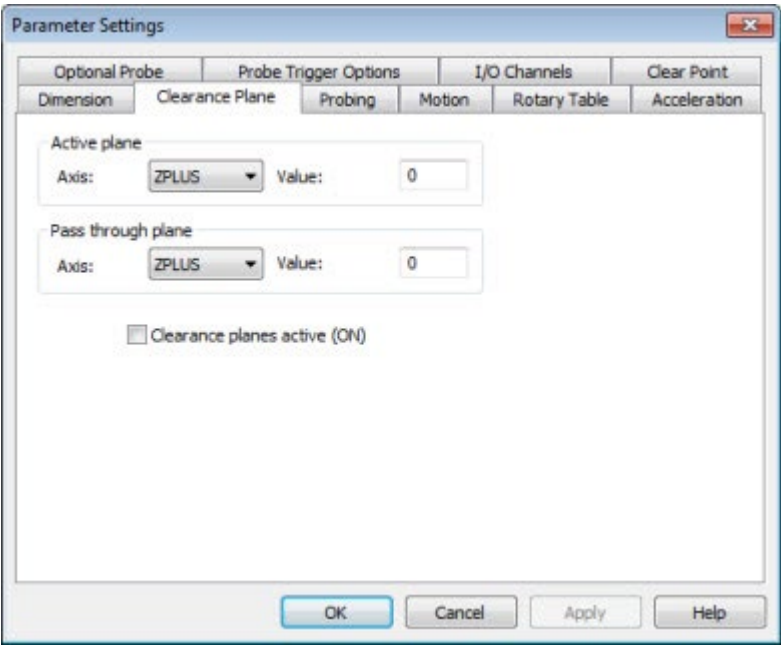 Parameter Settings
Optional Probe Probe Trigger Options I/O Channels Clear Point
Dimension Clearance Plane Probing Motion Rotary Table Acceleration
Active plane
Axis: ZPLUS Value: 0
Pass through plane
Axis: ZPLUS Value: 0
Clearance planes active (ON)
OK Cancel Apply Help